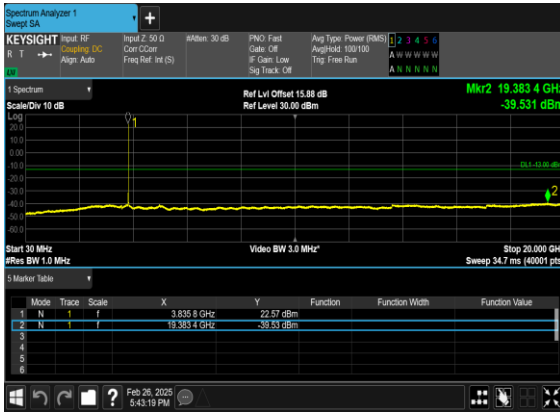 Spectrum Analyzer 1
Swept SA
+
KEYSIGHT Input: RF Input Z: 50 Ω #Atten: 30 dB PNO: Fast Avg Type: Power (RMS) 1 2 3 4 5 6
R T Coupling: DC Corr CCorr Gate: Off Avg|Hold: 100/100 A W W W W W
Align: Auto Freq Ref: Int (S) IF Gain: Low Trig: Free Run
Sig Track: Off A N N N N N
1 Spectrum Ref Lvl Offset 15.88 dB Mkr2 19.383 4 GHz
Scale/Div 10 dB Ref Level 30.00 dBm -39.531 dBm
Log
20.0
10.0
0.00
-10.0
-20.0
-30.0
-40.0
-50.0
-60.0
1
DL1 -13.00 dBm
2
Start 30 MHz Video BW 3.0 MHz* Stop 20.000 GHz
#Res BW 1.0 MHz Sweep 34.7 ms (40001 pts)
5 Marker Table
Mode Trace Scale X Y Function Function Width Function Value
1 N 1 f 3.835 8 GHz 22.57 dBm
2 N 1 f 19.383 4 GHz -39.53 dBm
3
4
5
6
? Feb 26, 2025
5:43:19 PM